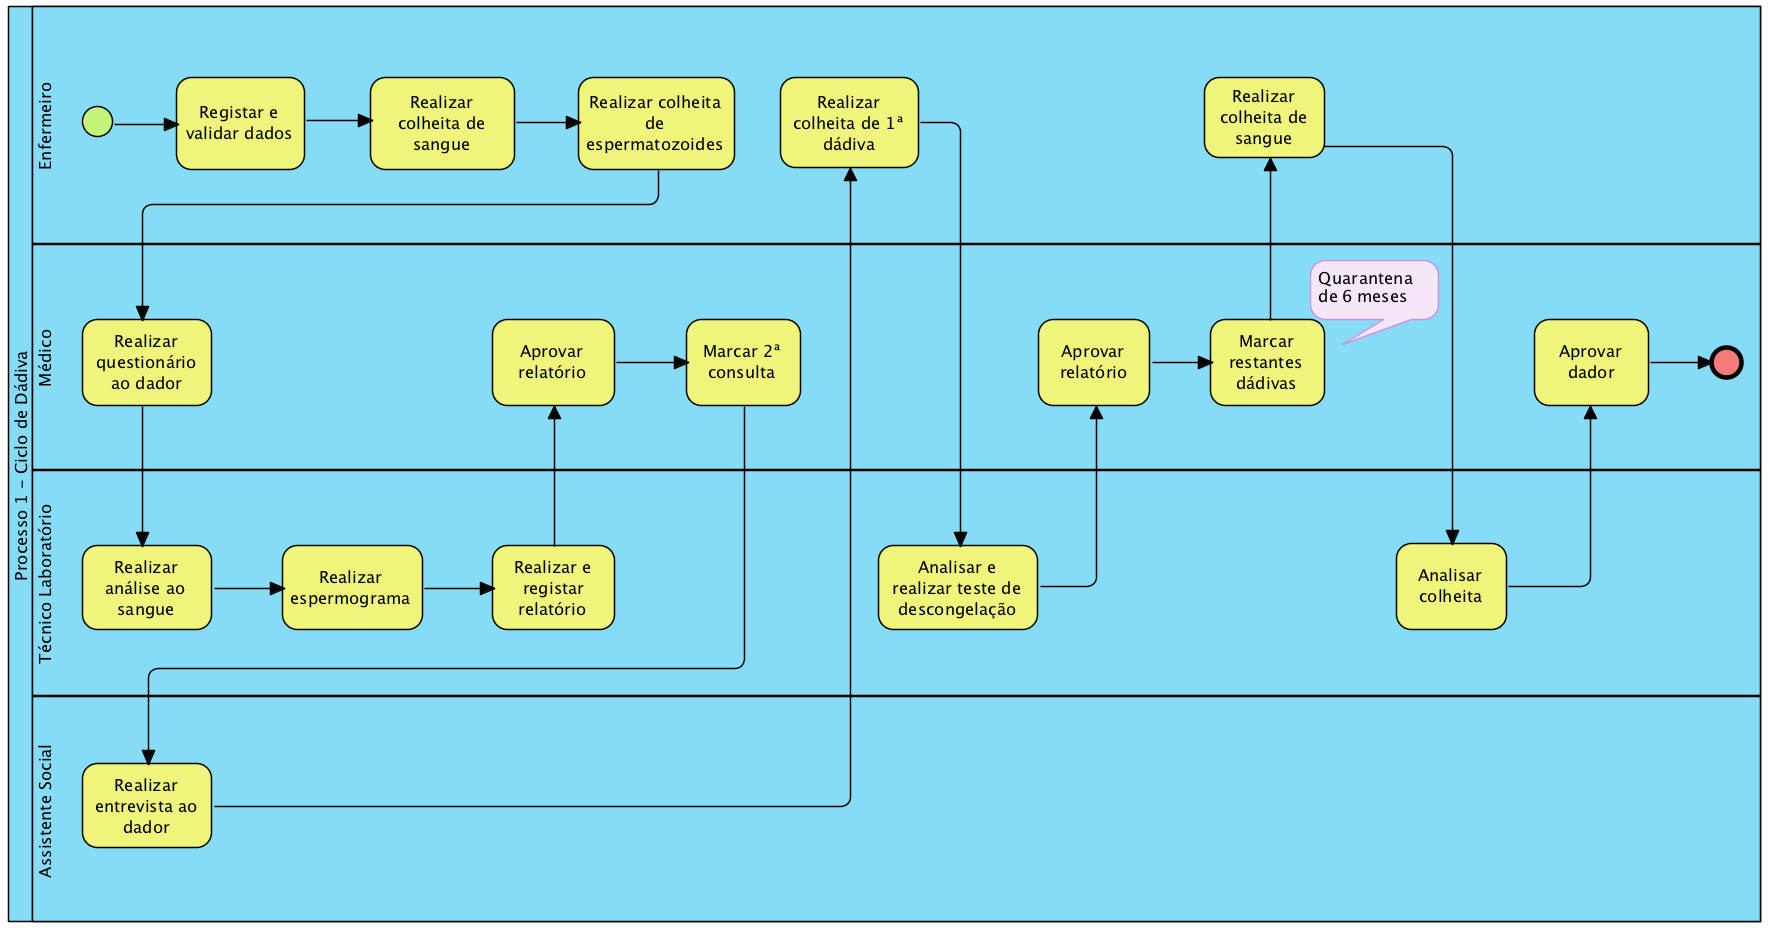 Processo 1 – Ciclo de Dádiva
Enfermeiro
Registar e
validar dados
Realizar
colheita de
sangue
Realizar colheita
de
espermatozoides
Realizar
colheita de 1ª
dádiva
Realizar
colheita de
sangue
Médico
Realizar
questionário
ao dador
Aprovar
relatório
Marcar 2ª
consulta
Aprovar
relatório
Marcar
restantes
dádivas
Quarantena
de 6 meses
Aprovar
dador
Técnico Laboratório
Realizar
análise ao
sangue
Realizar
espermograma
Realizar e
registar
relatório
Analisar e
realizar teste de
descongelação
Analisar
colheita
Assistente Social
Realizar
entrevista ao
dador